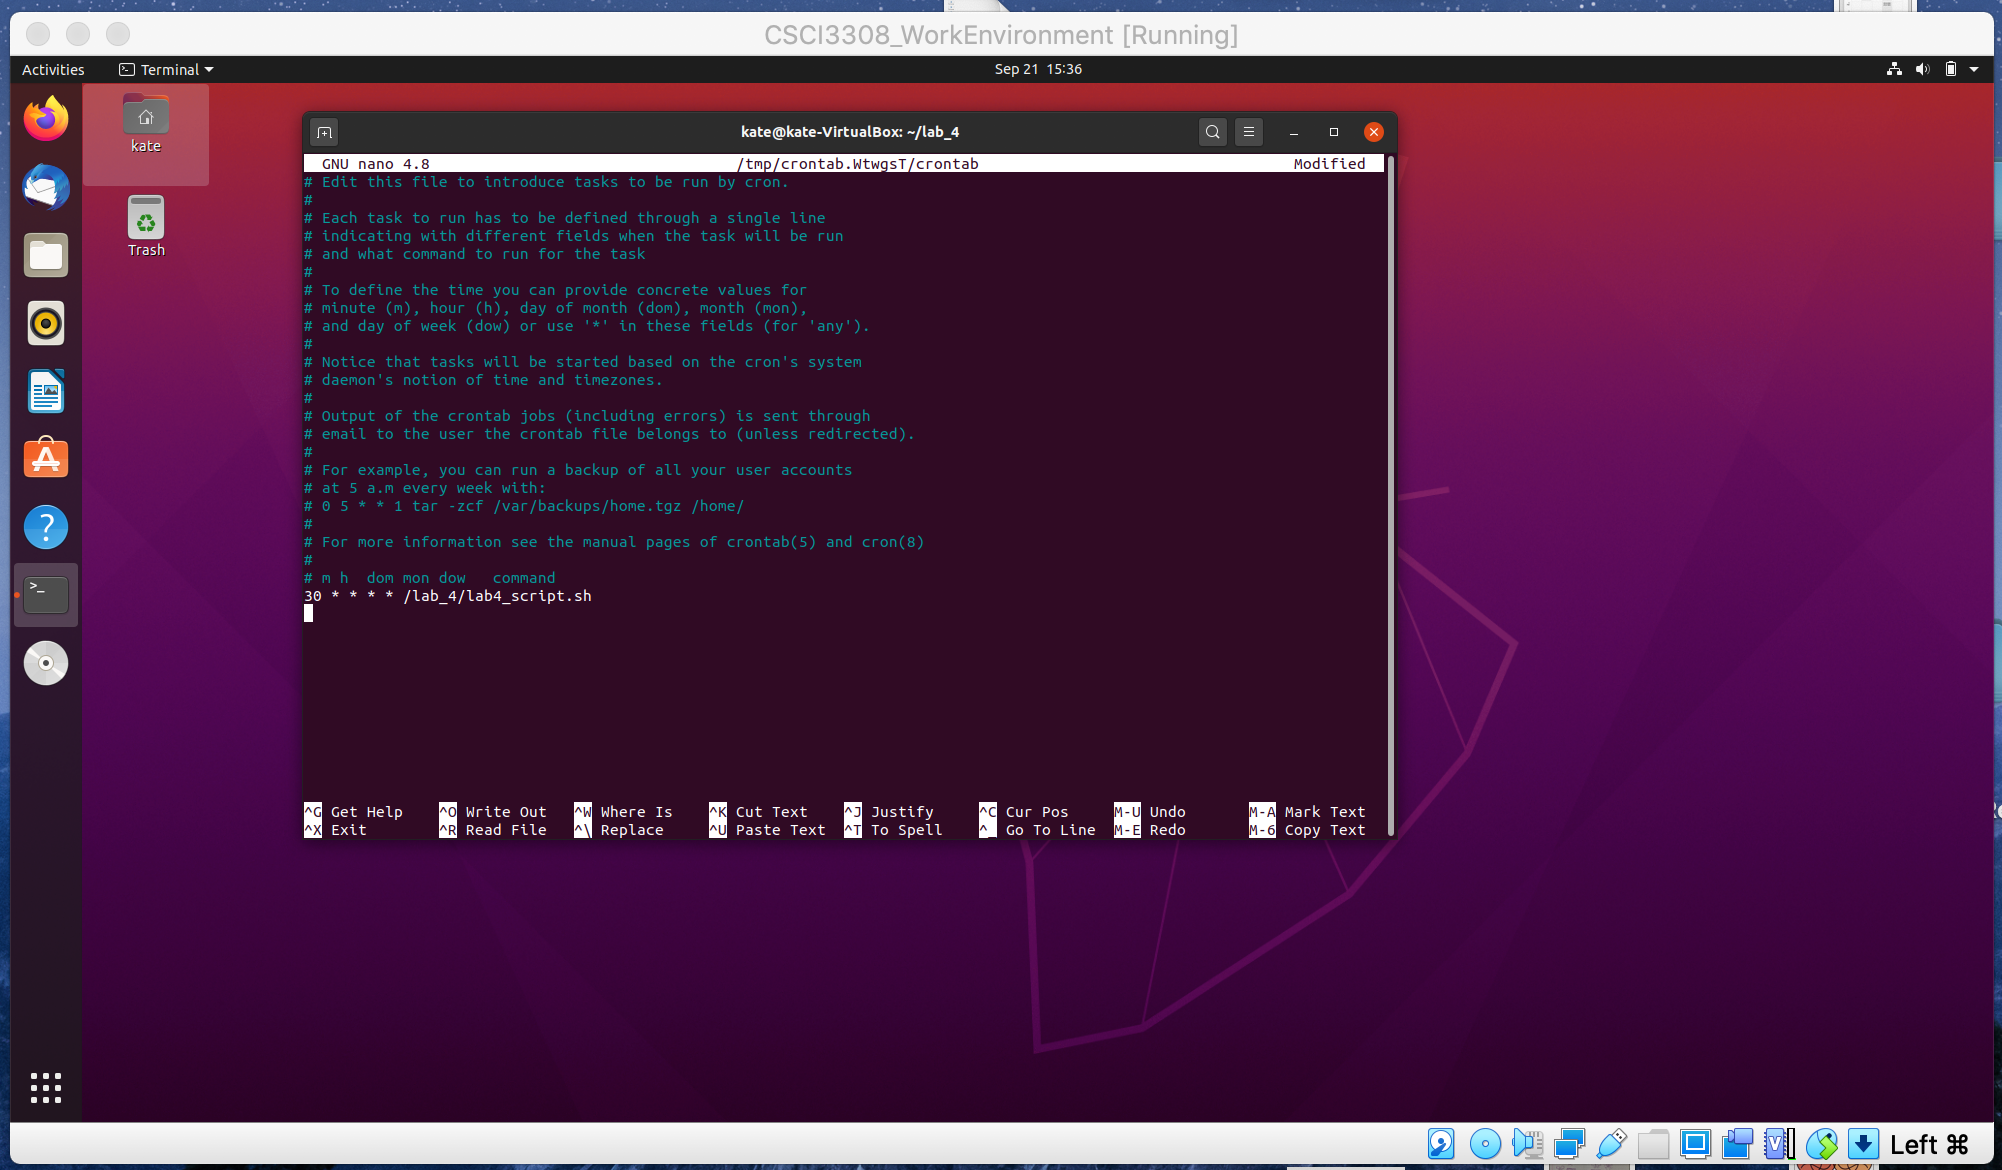 CSCI3308_WorkEnvironment [Running]
Activities Terminal Sep 21 15:36
kate
Trash
kate@kate-VirtualBox: ~/lab_4
GNU nano 4.8 /tmp/crontab.WtwgsT/crontab Modified
# Edit this file to introduce tasks to be run by cron.
#
# Each task to run has to be defined through a single line
# indicating with different fields when the task will be run
# and what command to run for the task
#
# To define the time you can provide concrete values for
# minute (m), hour (h), day of month (dom), month (mon),
# and day of week (dow) or use '*' in these fields (for 'any').
#
# Notice that tasks will be started based on the cron's system
# daemon's notion of time and timezones.
#
# Output of the crontab jobs (including errors) is sent through
# email to the user the crontab file belongs to (unless redirected).
#
# For example, you can run a backup of all your user accounts
# at 5 a.m every week with:
# 0 5 * * 1 tar -zcf /var/backups/home.tgz /home/
#
# For more information see the manual pages of crontab(5) and cron(8)
#
# m h  dom mon dow   command
30 * * * * /lab_4/lab4_script.sh
^G Get Help ^O Write Out ^W Where Is ^K Cut Text ^J Justify ^C Cur Pos M-U Undo M-A Mark Text
^X Exit ^R Read File ^\ Replace ^U Paste Text ^T To Spell ^_ Go To Line M-E Redo M-6 Copy Text
Left ⌘